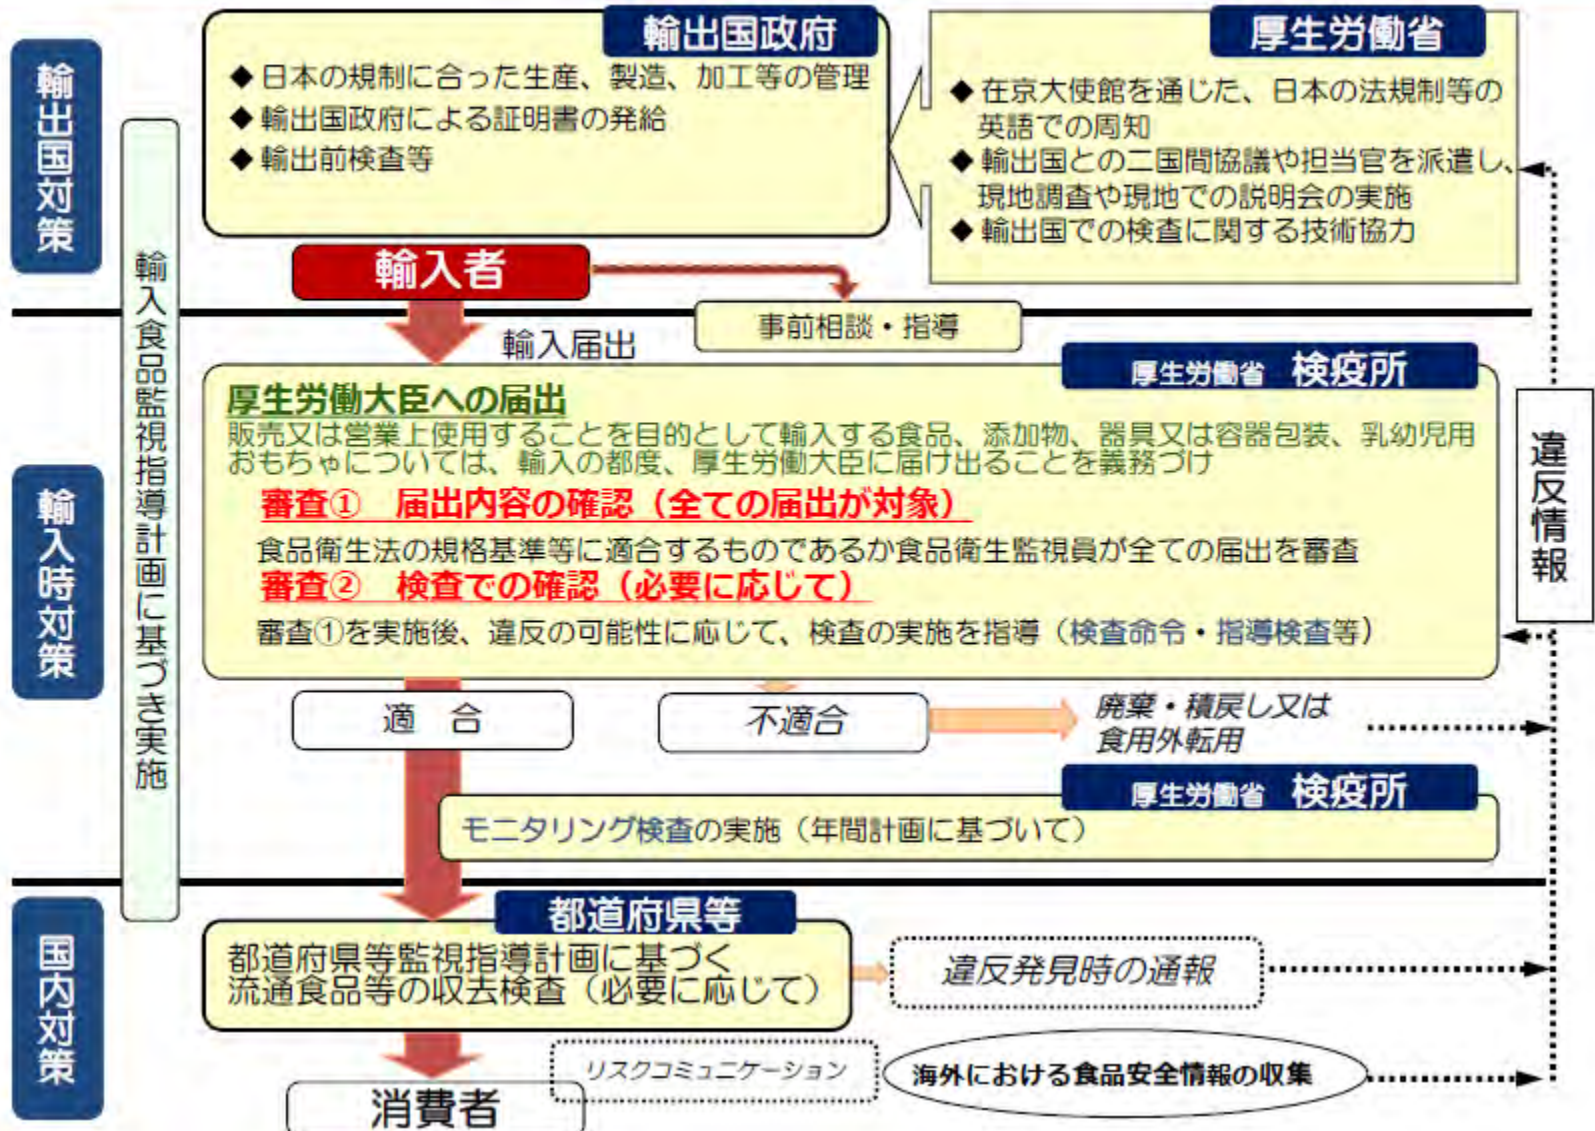 輸出国対策
輸出国政府
◆ 日本の規制に合った生産、製造、加工等の管理
◆ 輸出国政府による証明書の発給
◆ 輸出前検査等
厚生労働省
◆ 在京大使館を通じた、日本の法規制等の
英語での周知
◆ 輸出国との二国間協議や担当官を派遣し、
現地調査や現地での説明会の実施
◆ 輸出国での検査に関する技術協力
輸入食品監視指導計画に基づき実施
輸入者
事前相談・指導
輸入届出
輸入時対策
厚生労働省 検疫所
厚生労働大臣への届出
販売又は営業上使用することを目的として輸入する食品、添加物、器具又は容器包装、乳幼児用
おもちゃについては、輸入の都度、厚生労働大臣に届け出ることを義務づけ
審査① 届出内容の確認（全ての届出が対象）
食品衛生法の規格基準等に適合するものであるか食品衛生監視員が全ての届出を審査
審査② 検査での確認（必要に応じて）
審査①を実施後、違反の可能性に応じて、検査の実施を指導（検査命令・指導検査等）
違反情報
適 合
不適合
廃棄・積戻し又は
食用外転用
厚生労働省 検疫所
モニタリング検査の実施（年間計画に基づいて）
国内対策
都道府県等
都道府県等監視指導計画に基づく
流通食品等の収去検査（必要に応じて）
違反発見時の通報
リスクコミュニケーション
海外における食品安全情報の収集
消費者